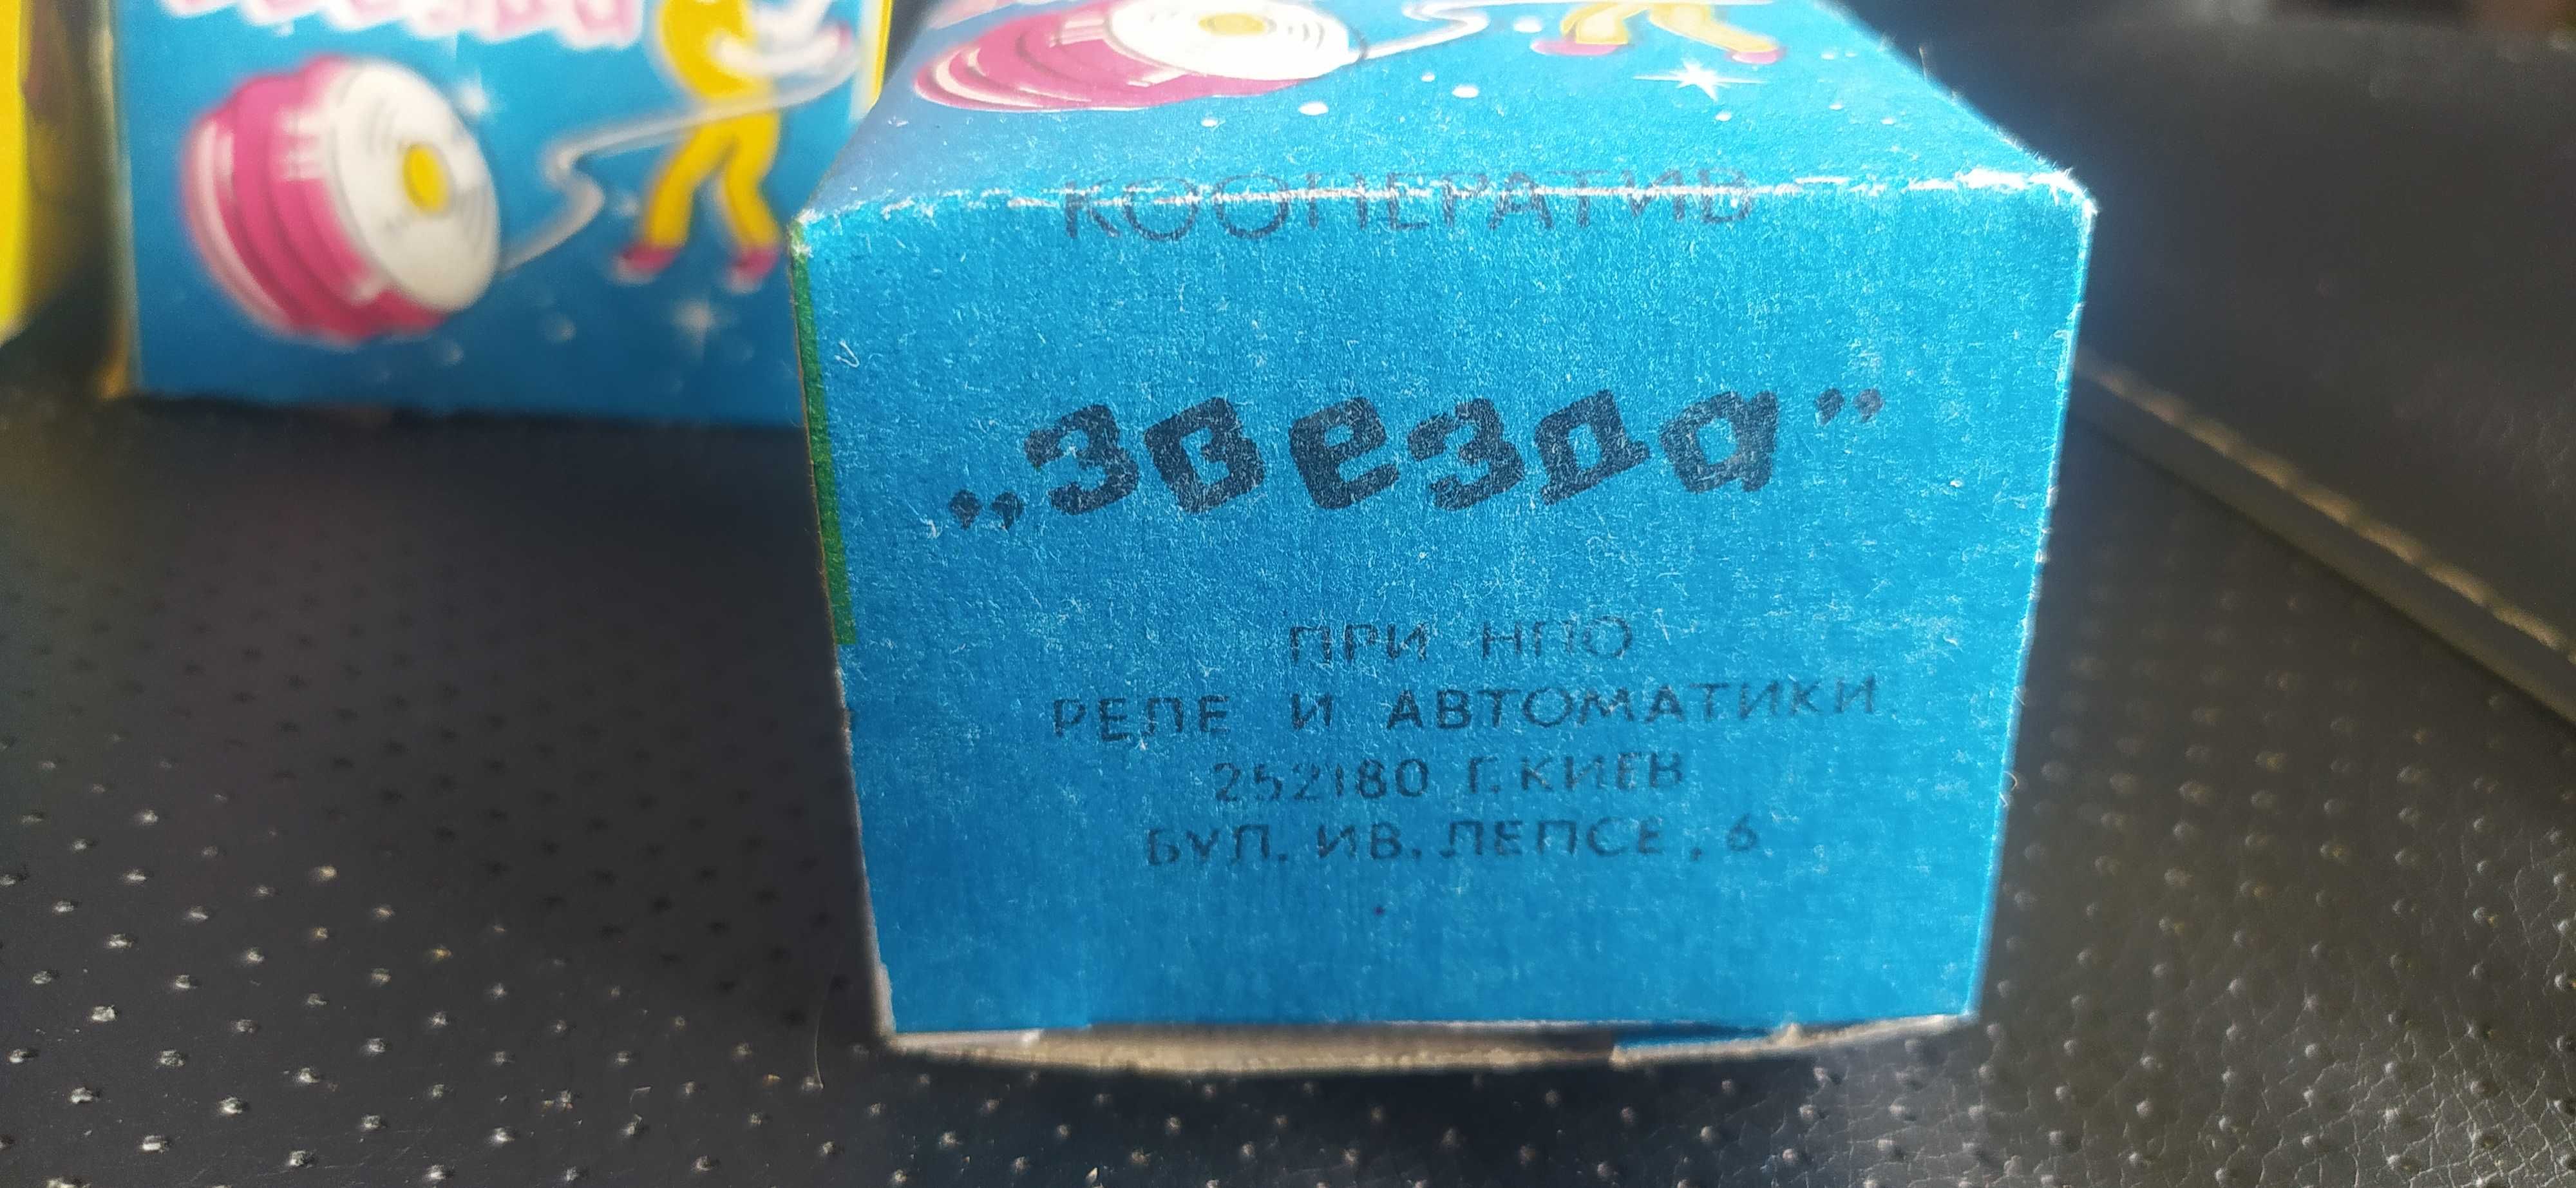 КООПЕРАТИВ
„Звезда”
ПРИ НПО
РЕЛЕ И АВТОМАТИКИ
252180 Г. КИЕВ
БУЛ. ИВ. ЛЕПСЕ, 6